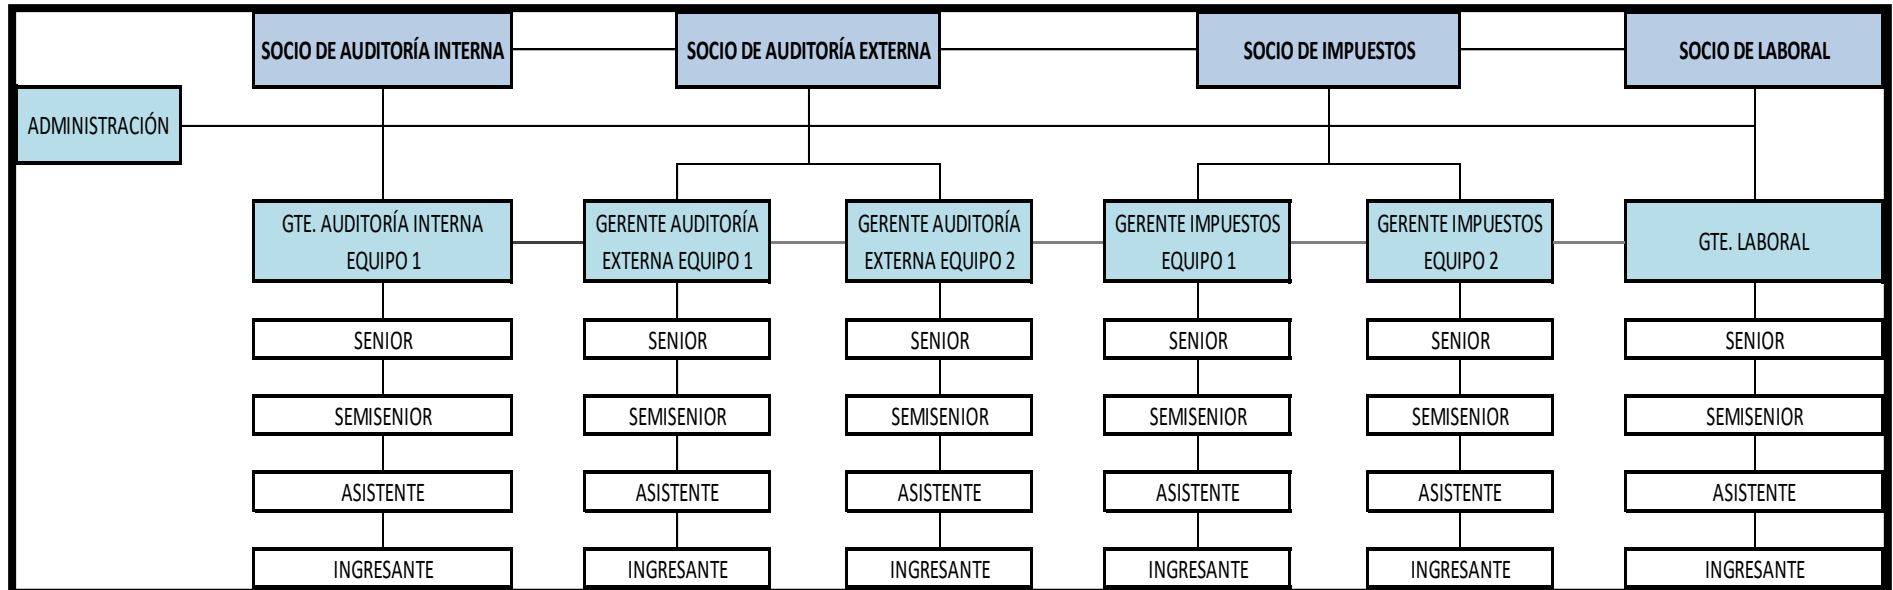 SOCIO DE AUDITORÍA INTERNA
SOCIO DE AUDITORÍA EXTERNA
SOCIO DE IMPUESTOS
SOCIO DE LABORAL
ADMINISTRACIÓN
GTE. AUDITORÍA INTERNA
EQUIPO 1
GERENTE AUDITORÍA
EXTERNA EQUIPO 1
GERENTE AUDITORÍA
EXTERNA EQUIPO 2
GERENTE IMPUESTOS
EQUIPO 1
GERENTE IMPUESTOS
EQUIPO 2
GTE. LABORAL
SENIOR
SENIOR
SENIOR
SENIOR
SENIOR
SENIOR
SEMISENIOR
SEMISENIOR
SEMISENIOR
SEMISENIOR
SEMISENIOR
SEMISENIOR
ASISTENTE
ASISTENTE
ASISTENTE
ASISTENTE
ASISTENTE
ASISTENTE
INGRESANTE
INGRESANTE
INGRESANTE
INGRESANTE
INGRESANTE
INGRESANTE